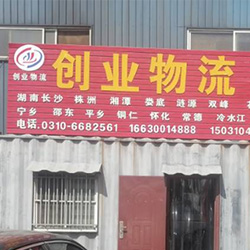 创业物流
创业物流
湖南长沙 株洲 湘潭 娄底 涟源 双峰
宁乡 邵东 平乡 铜仁 怀化 常德 冷水江
电话.0310-6682561 16630014888 1503104